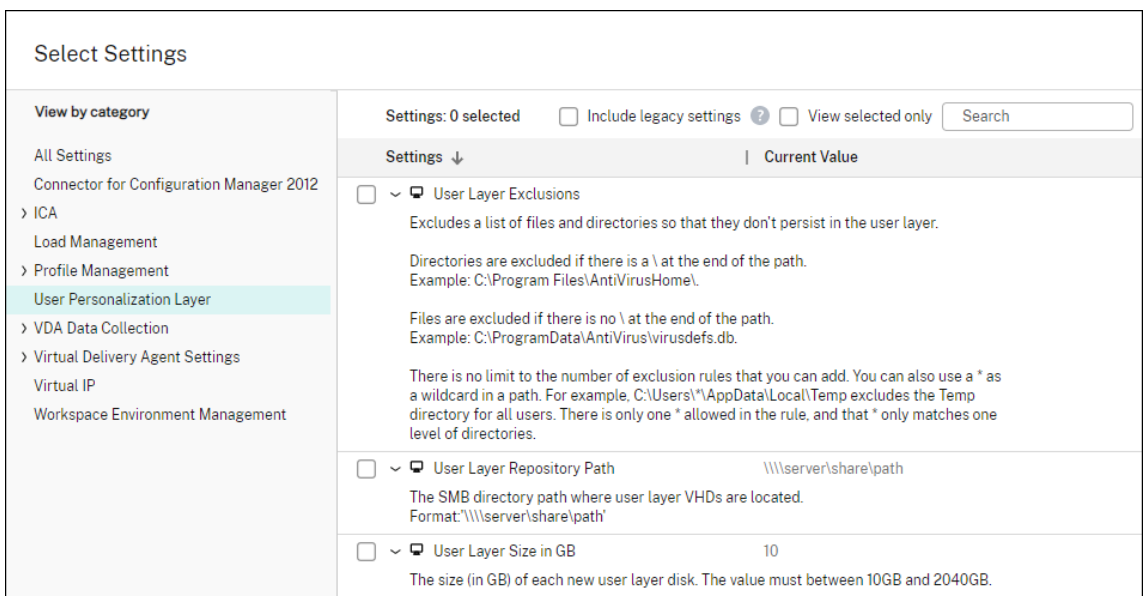 Select Settings
View by category
All Settings
Connector for Configuration Manager 2012
ICA
Load Management
Profile Management
User Personalization Layer
VDA Data Collection
Virtual Delivery Agent Settings
Virtual IP
Workspace Environment Management
Settings: 0 selected
Include legacy settings
?
View selected only
Search
Settings ↓ | Current Value
User Layer Exclusions
Excludes a list of files and directories so that they don't persist in the user layer.
Directories are excluded if there is a \ at the end of the path.
Example: C:\Program Files\AntiVirusHome\.
Files are excluded if there is no \ at the end of the path.
Example: C:\ProgramData\AntiVirus\virusdefs.db.
There is no limit to the number of exclusion rules that you can add. You can also use a * as
a wildcard in a path. For example, C:\Users\*\AppData\Local\Temp excludes the Temp
directory for all users. There is only one * allowed in the rule, and that * only matches one
level of directories.
User Layer Repository Path \\\\server\share\path
The SMB directory path where user layer VHDs are located.
Format:'\\\\server\share\path'
User Layer Size in GB 10
The size (in GB) of each new user layer disk. The value must between 10GB and 2040GB.